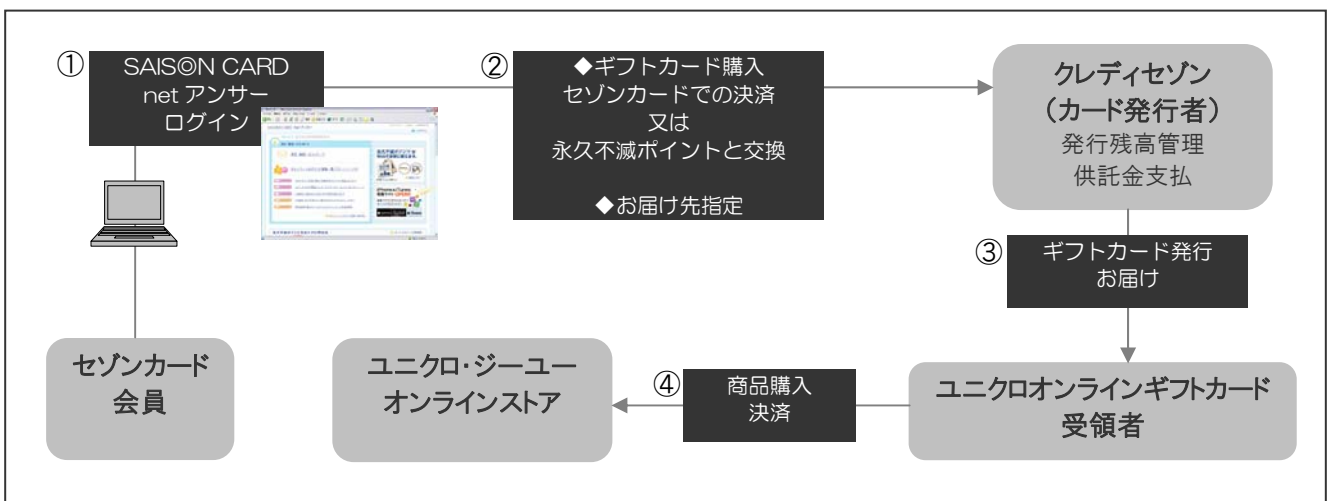 ①
SAIS◎N CARD
net アンサー
ログイン
②
◆ギフトカード購入
セゾンカードでの決済
又は
永久不滅ポイントと交換
◆お届け先指定
クレディセゾン
(カード発行者)
発行残高管理
供託金支払
③
ギフトカード発行
お届け
セゾンカード
会員
ユニクロ・ジーユー
オンラインストア
④
商品購入
決済
ユニクロオンラインギフトカード
受領者